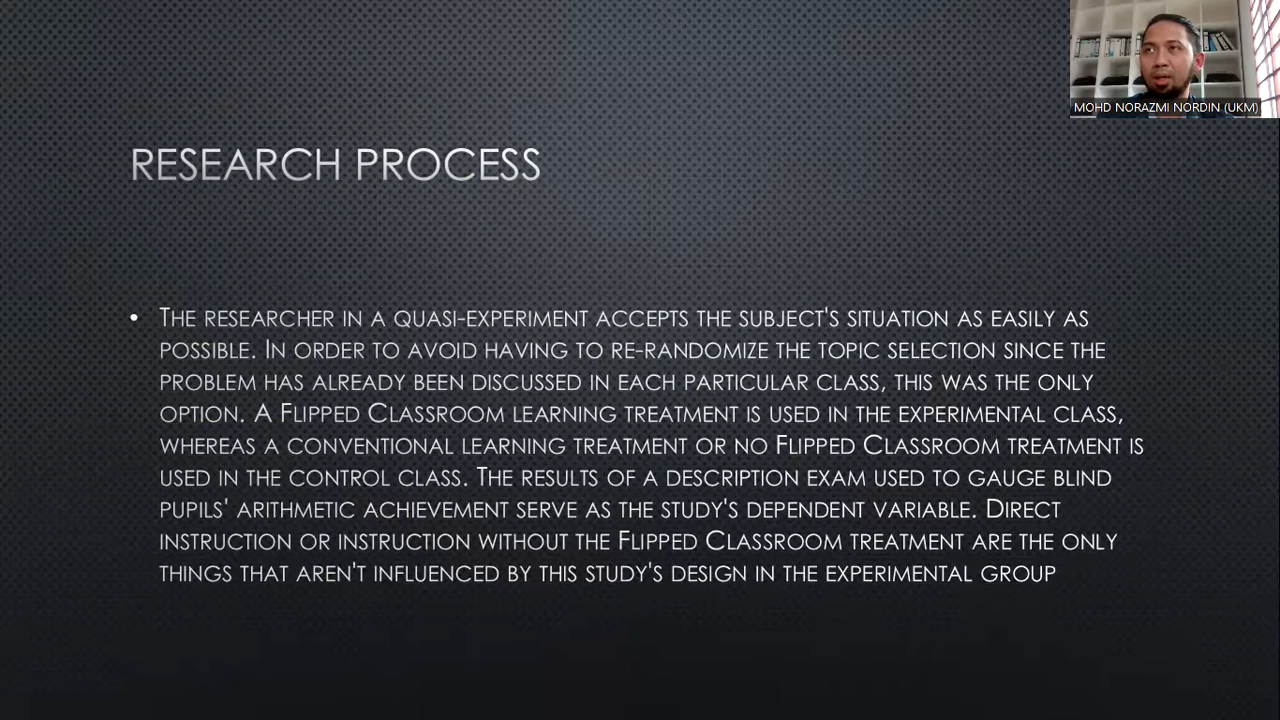 MOHD NORAZMI NORDIN (UKM)
RESEARCH PROCESS
• THE RESEARCHER IN A QUASI-EXPERIMENT ACCEPTS THE SUBJECT'S SITUATION AS EASILY AS
POSSIBLE. IN ORDER TO AVOID HAVING TO RE-RANDOMIZE THE TOPIC SELECTION SINCE THE
PROBLEM HAS ALREADY BEEN DISCUSSED IN EACH PARTICULAR CLASS, THIS WAS THE ONLY
OPTION. A FLIPPED CLASSROOM LEARNING TREATMENT IS USED IN THE EXPERIMENTAL CLASS,
WHEREAS A CONVENTIONAL LEARNING TREATMENT OR NO FLIPPED CLASSROOM TREATMENT IS
USED IN THE CONTROL CLASS. THE RESULTS OF A DESCRIPTION EXAM USED TO GAUGE BLIND
PUPILS' ARITHMETIC ACHIEVEMENT SERVE AS THE STUDY'S DEPENDENT VARIABLE. DIRECT
INSTRUCTION OR INSTRUCTION WITHOUT THE FLIPPED CLASSROOM TREATMENT ARE THE ONLY
THINGS THAT AREN'T INFLUENCED BY THIS STUDY'S DESIGN IN THE EXPERIMENTAL GROUP